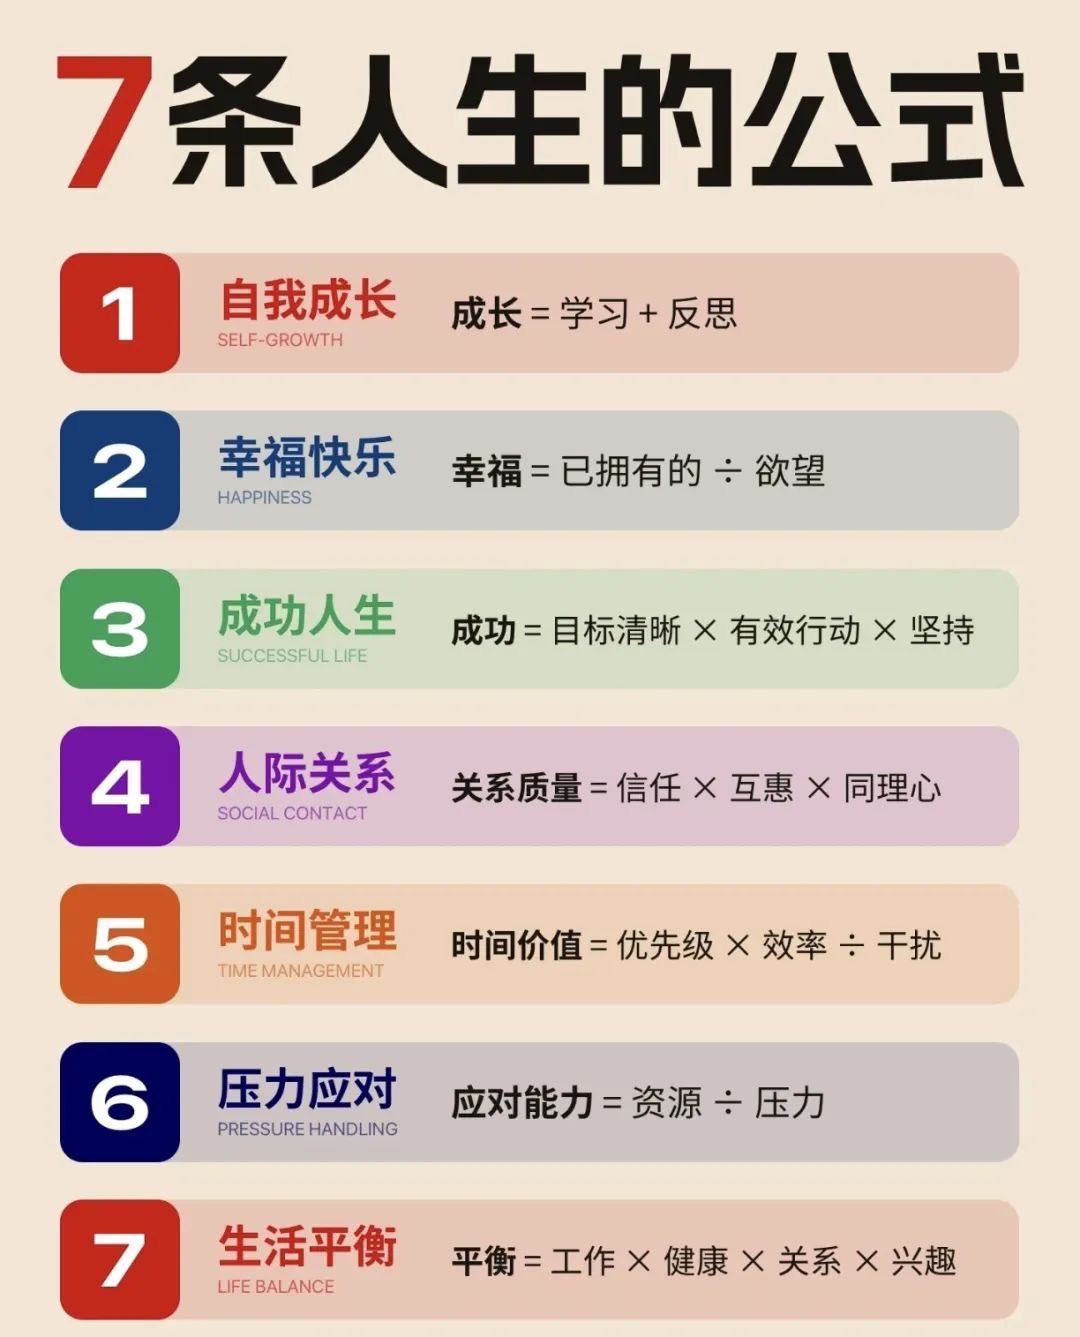 7条人生的公式
1
自我成长
SELF-GROWTH
成长 = 学习 + 反思
2
幸福快乐
HAPPINESS
幸福 = 已拥有的 ÷ 欲望
3
成功人生
SUCCESSFUL LIFE
成功 = 目标清晰 × 有效行动 × 坚持
4
人际关系
SOCIAL CONTACT
关系质量 = 信任 × 互惠 × 同理心
5
时间管理
TIME MANAGEMENT
时间价值 = 优先级 × 效率 ÷ 干扰
6
压力应对
PRESSURE HANDLING
应对能力 = 资源 ÷ 压力
7
生活平衡
LIFE BALANCE
平衡 = 工作 × 健康 × 关系 × 兴趣